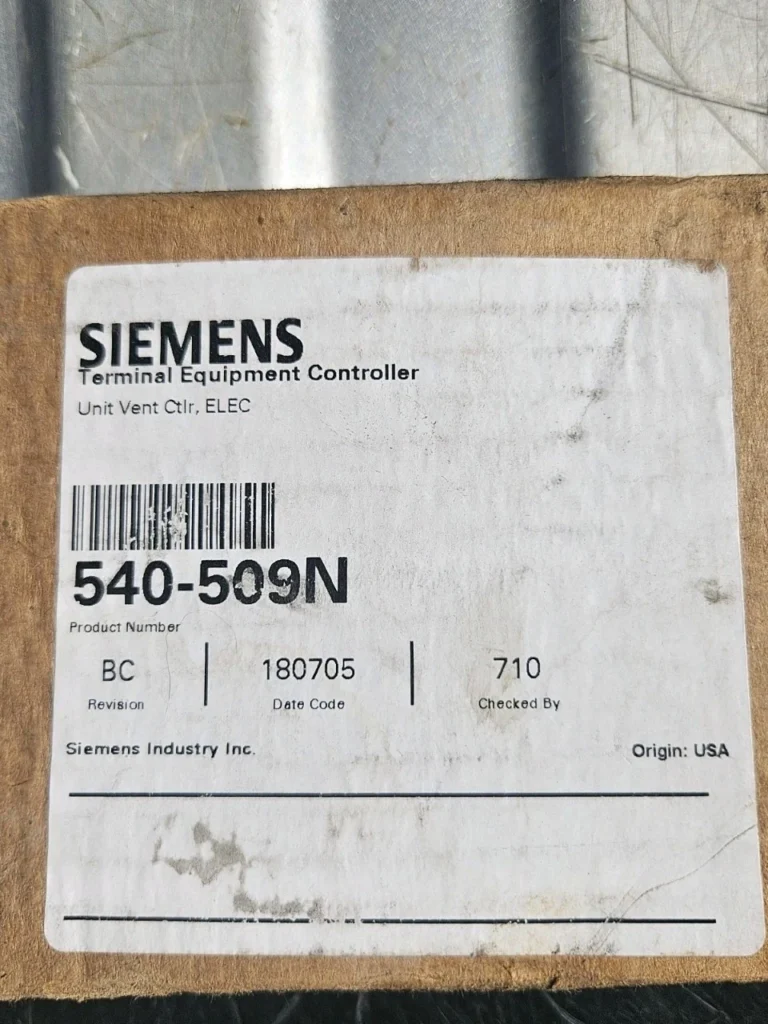 SIEMENS
Terminal Equipment Controller
Unit Vent Ctlr, ELEC
540-509N
Product Number
BC 180705 710
Revision Date Code Checked By
Siemens Industry Inc. Origin: USA